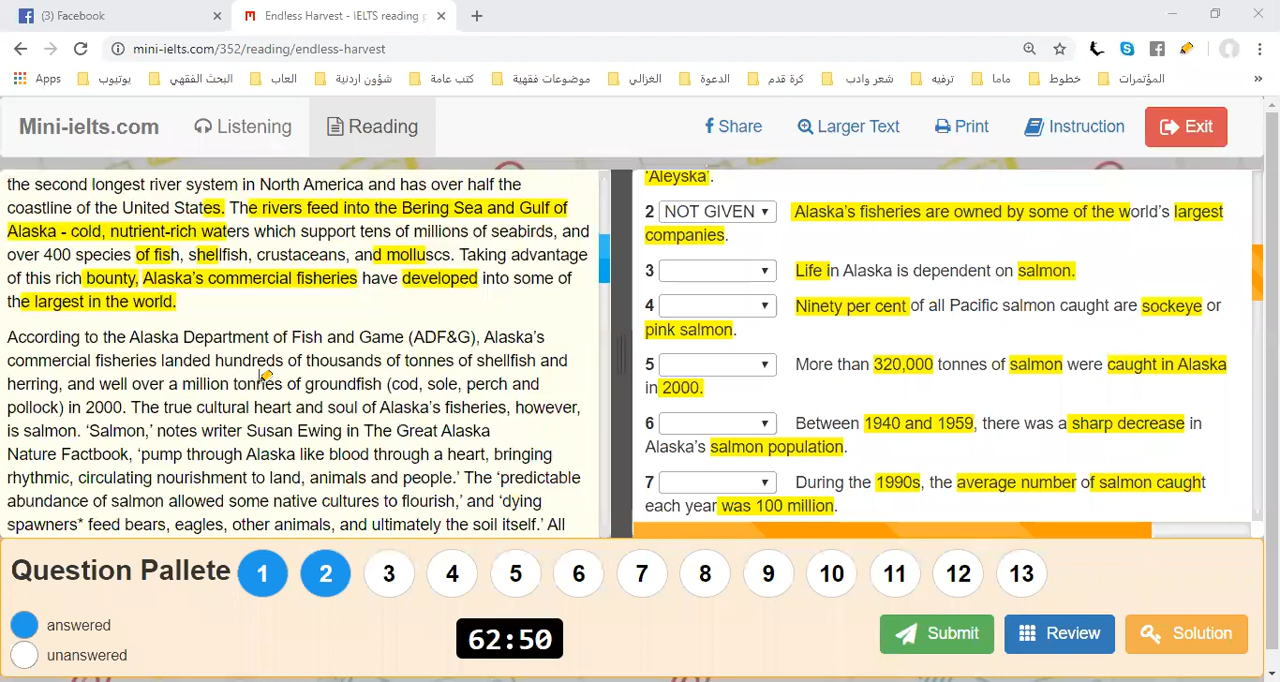 (3) Facebook
Endless Harvest - IELTS reading p
mini-ielts.com/352/reading/endless-harvest
Apps
يوتيوب
البحث الفقهي
العاب
شؤون اردنية
كتب عامة
موضوعات فقهية
الغزالي
الدعوة
كرة قدم
شعر وادب
ترفيه
ماما
خطوط
المؤتمرات
»
Mini-ielts.com
Listening
Reading
Share
Larger Text
Print
Instruction
Exit
the second longest river system in North America and has over half the
coastline of the United States. The rivers feed into the Bering Sea and Gulf of
Alaska - cold, nutrient-rich waters which support tens of millions of seabirds, and
over 400 species of fish, shellfish, crustaceans, and molluscs. Taking advantage
of this rich bounty, Alaska's commercial fisheries have developed into some of
the largest in the world.
According to the Alaska Department of Fish and Game (ADF&G), Alaska's
commercial fisheries landed hundreds of thousands of tonnes of shellfish and
herring, and well over a million tonnes of groundfish (cod, sole, perch and
pollock) in 2000. The true cultural heart and soul of Alaska's fisheries, however,
is salmon. 'Salmon,' notes writer Susan Ewing in The Great Alaska
Nature Factbook, 'pump through Alaska like blood through a heart, bringing
rhythmic, circulating nourishment to land, animals and people.' The 'predictable
abundance of salmon allowed some native cultures to flourish,' and 'dying
spawners* feed bears, eagles, other animals, and ultimately the soil itself.' All
'Aleyska'.
2 NOT GIVEN Alaska's fisheries are owned by some of the world's largest
companies.
3 Life in Alaska is dependent on salmon.
4 Ninety per cent of all Pacific salmon caught are sockeye or
pink salmon.
5 More than 320,000 tonnes of salmon were caught in Alaska
in 2000.
6 Between 1940 and 1959, there was a sharp decrease in
Alaska's salmon population.
7 During the 1990s, the average number of salmon caught
each year was 100 million.
Question Pallete 1 2 3 4 5 6 7 8 9 10 11 12 13
answered
unanswered
62:50
Submit
Review
Solution